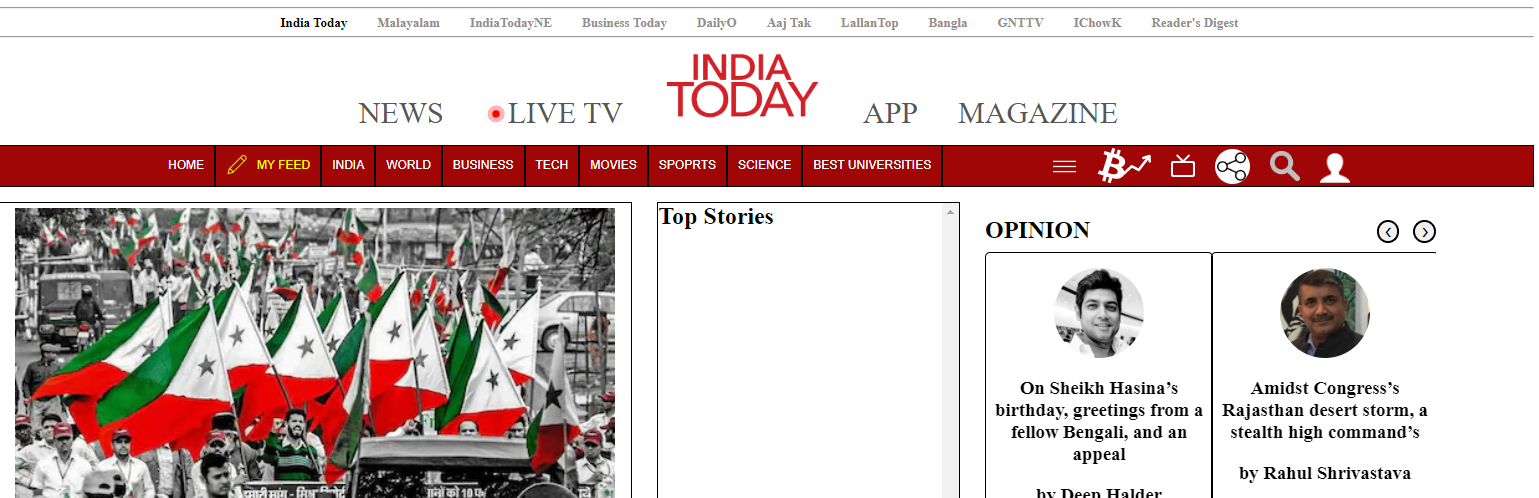 India Today Malayalam IndiaTodayNE Business Today DailyO Aaj Tak LallanTop Bangla GNTTV IChowK Reader's Digest
INDIA
TODAY
NEWS LIVE TV APP MAGAZINE
HOME MY FEED INDIA WORLD BUSINESS TECH MOVIES SPOPRTS SCIENCE BEST UNIVERSITIES
Top Stories
OPINION
On Sheikh Hasina’s
birthday, greetings from a
fellow Bengali, and an
appeal
by Deep Halder
Amidst Congress’s
Rajasthan desert storm, a
stealth high command’s
by Rahul Shrivastava
हमारी मांग -